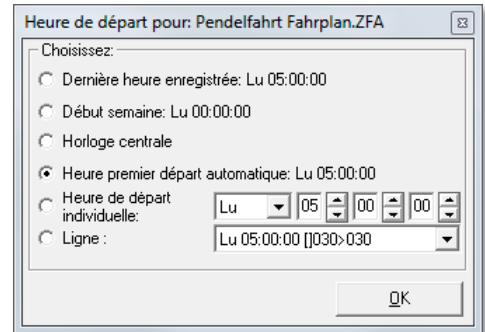 Heure de départ pour: Pendelfahrt Fahrplan.ZFA
Choisissez:
Dernière heure enregistrée: Lu 05:00:00
Début semaine: Lu 00:00:00
Horloge centrale
Heure premier départ automatique: Lu 05:00:00
Heure de départ
individuelle:
Lu 05 00 00
Ligne : Lu 05:00:00 []030>030
OK